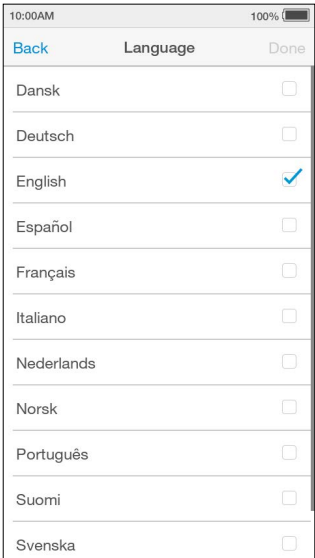 10:00AM 100%
Back Language Done
Dansk
Deutsch
English
Español
Français
Italiano
Nederlands
Norsk
Português
Suomi
Svenska